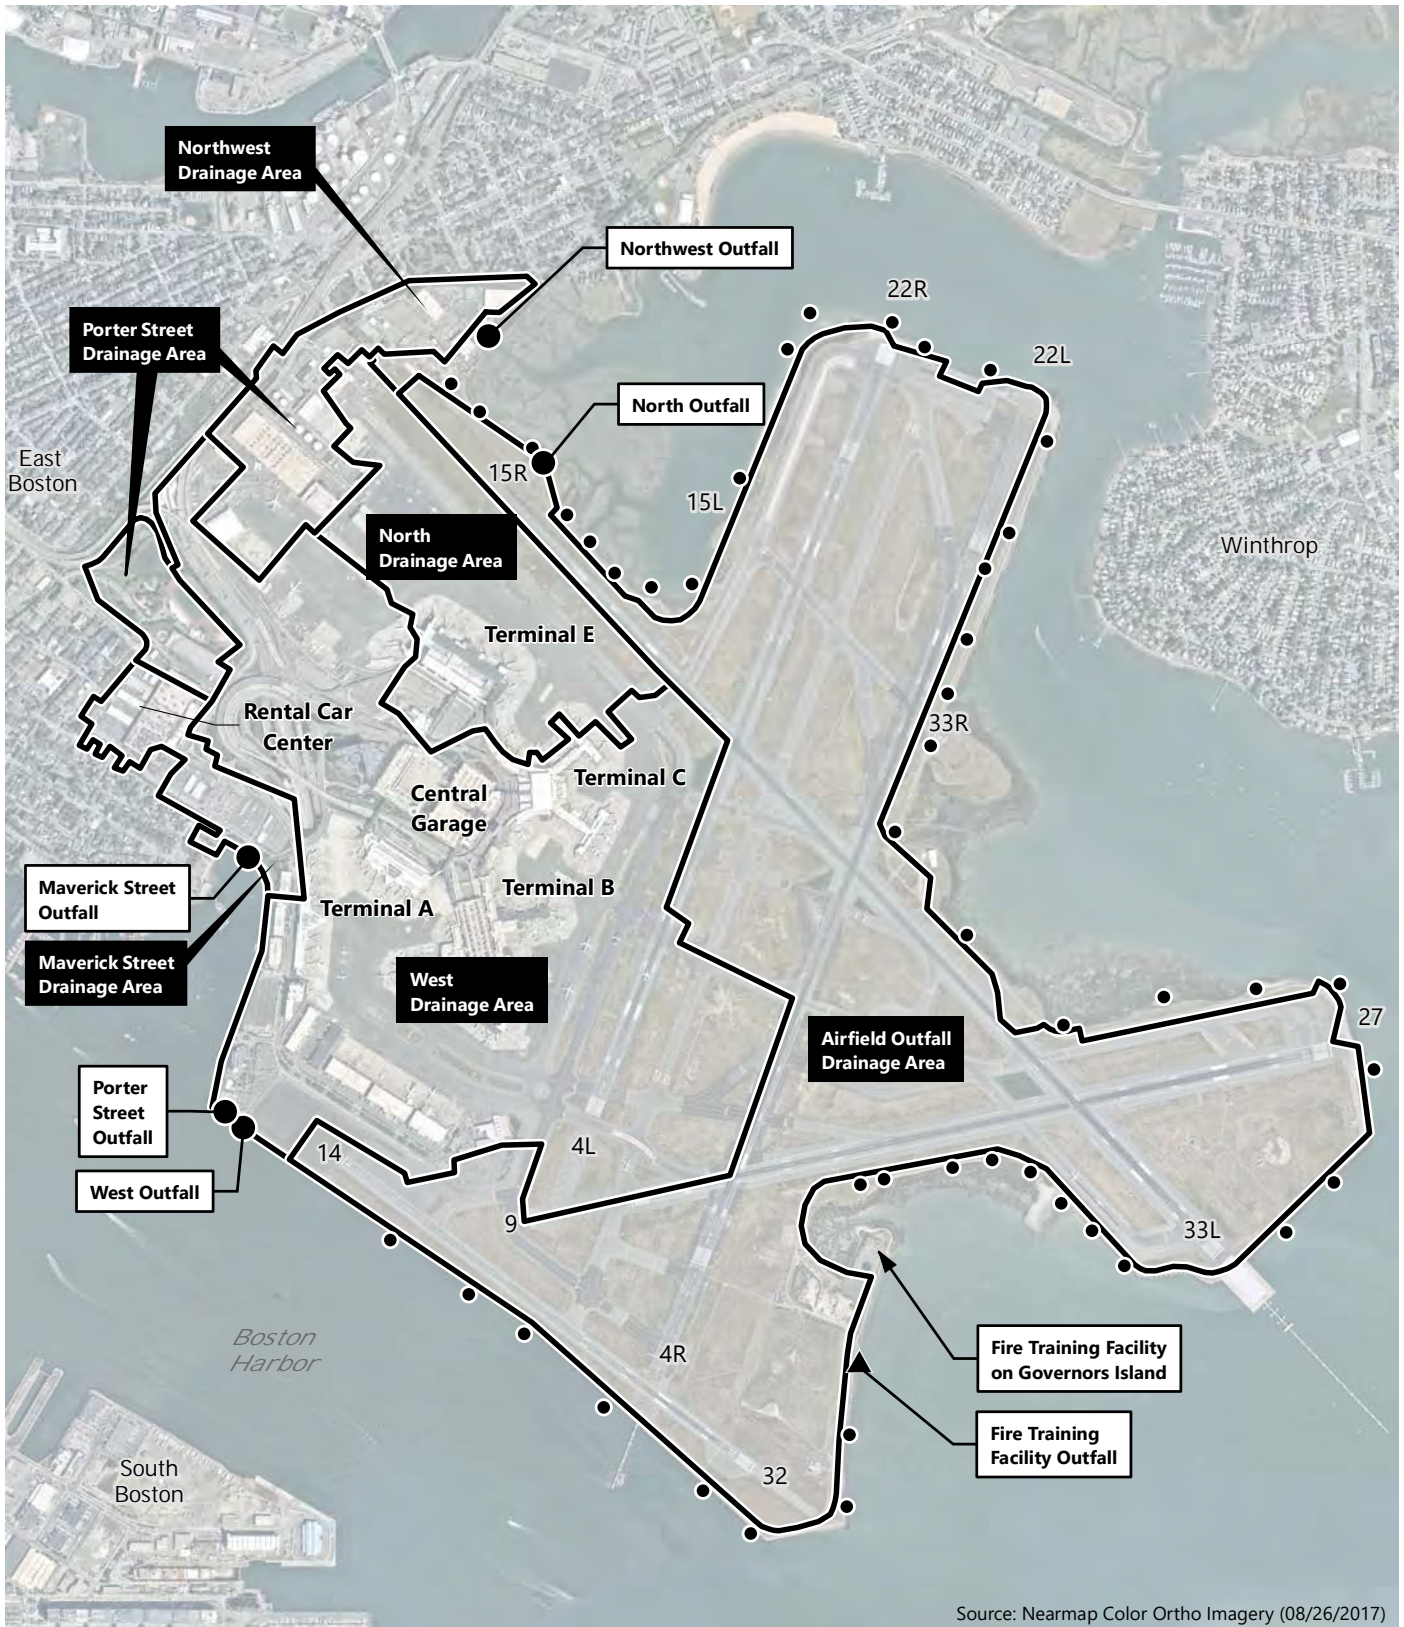 Northwest
Drainage Area
Northwest Outfall
22R
Porter Street
Drainage Area
22L
North Outfall
East
Boston
15R
15L
North
Drainage Area
Winthrop
Terminal E
Rental Car
Center
33R
Terminal C
Central
Garage
Maverick Street
Outfall
Terminal B
Terminal A
Maverick Street
Drainage Area
West
Drainage Area
27
Airfield Outfall
Drainage Area
Porter
Street
Outfall
14
4L
West Outfall
9
33L
Boston
Harbor
4R
Fire Training Facility
on Governors Island
Fire Training
Facility Outfall
32
South
Boston
Source: Nearmap Color Ortho Imagery (08/26/2017)